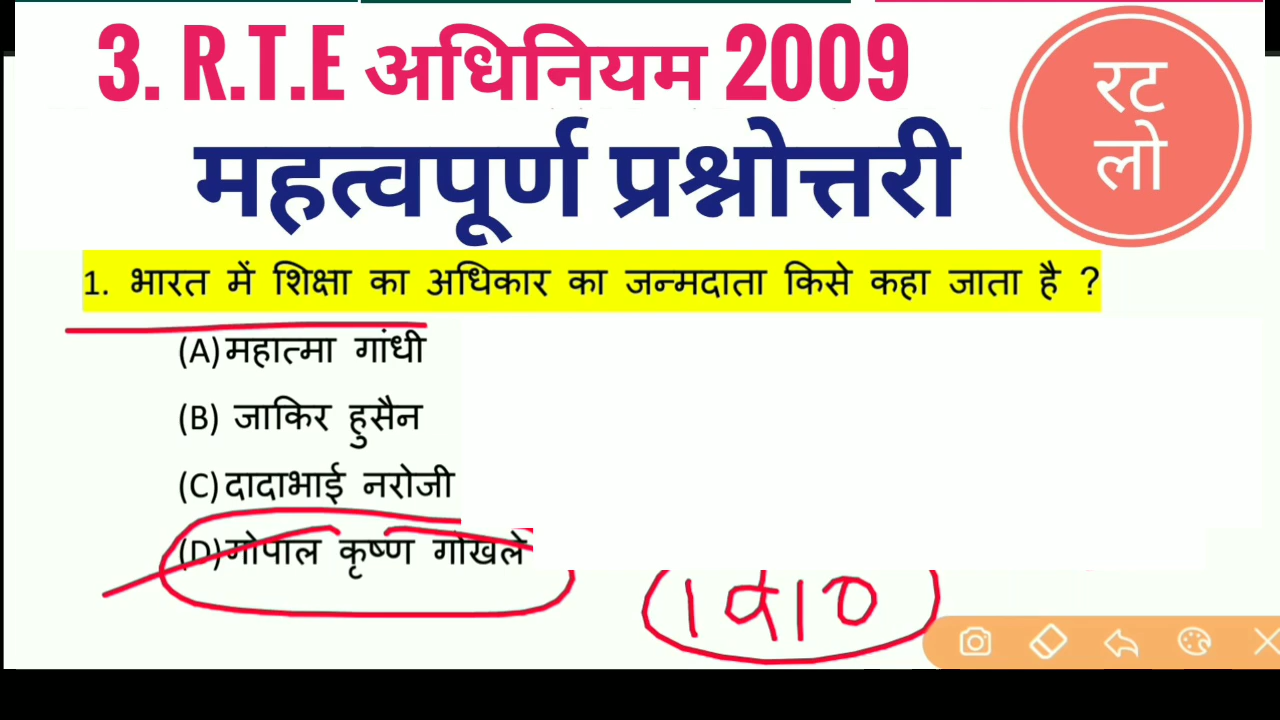 3. R.T.E अधिनियम 2009
महत्वपूर्ण प्रश्नोत्तरी
रट
लो
1. भारत में शिक्षा का अधिकार का जन्मदाता किसे कहा जाता है ?
(A) महात्मा गांधी
(B) जाकिर हुसैन
(C) दादाभाई नरोजी
(D) गोपाल कृष्ण गोखले
1910